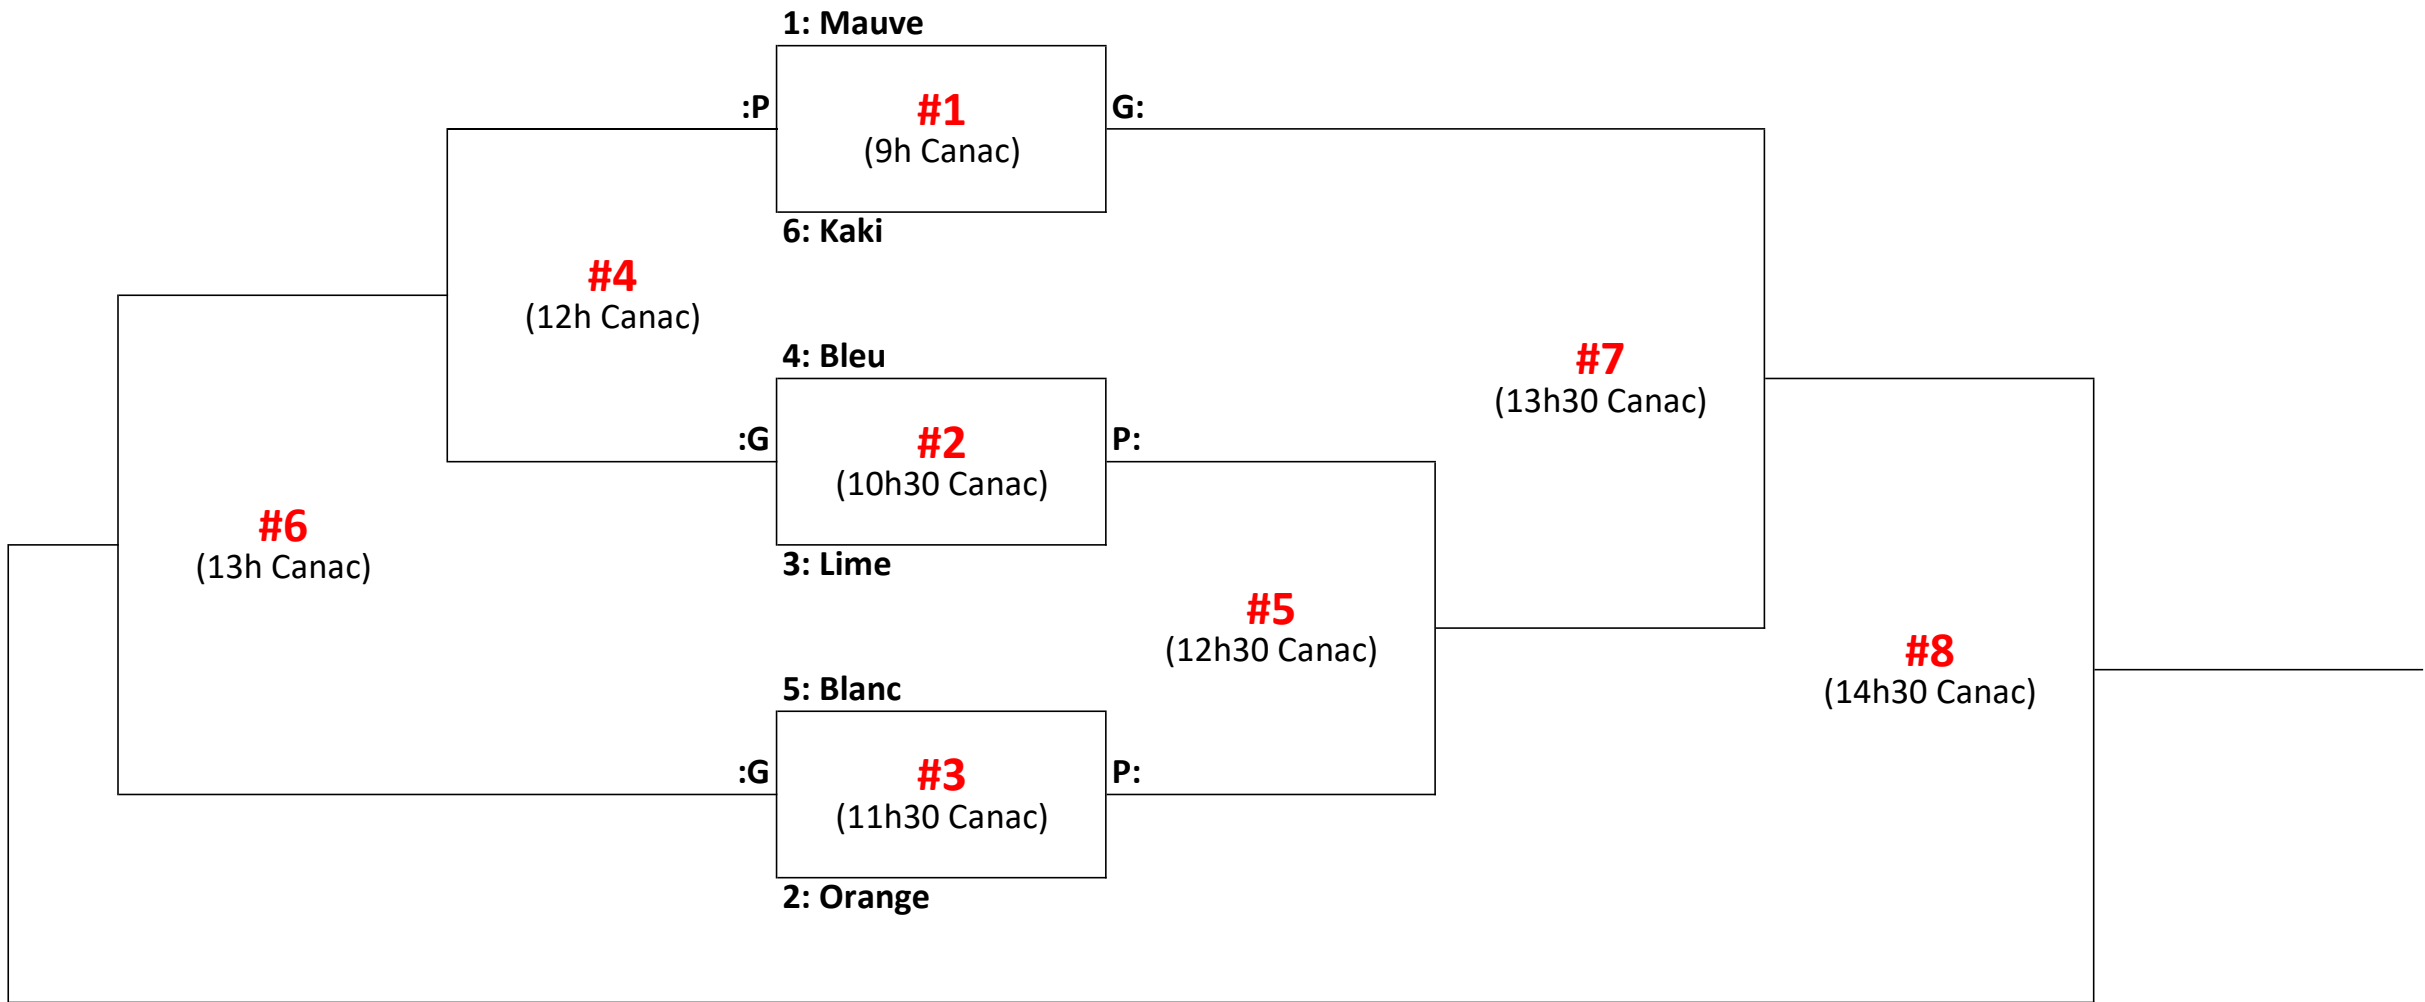 1: Mauve
:P
#1
G:
(9h Canac)
6: Kaki
#4
(12h Canac)
4: Bleu
#7
(13h30 Canac)
:G
#2
P:
(10h30 Canac)
#6
(13h Canac)
3: Lime
#5
(12h30 Canac)
#8
(14h30 Canac)
5: Blanc
:G
#3
P:
(11h30 Canac)
2: Orange